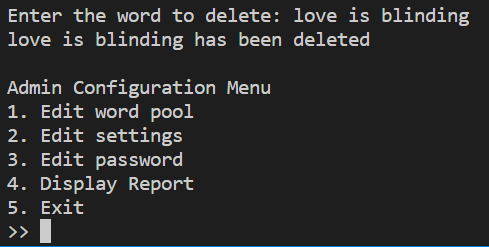 Enter the word to delete: love is blinding
love is blinding has been deleted
Admin Configuration Menu
1. Edit word pool
2. Edit settings
3. Edit password
4. Display Report
5. Exit
>>